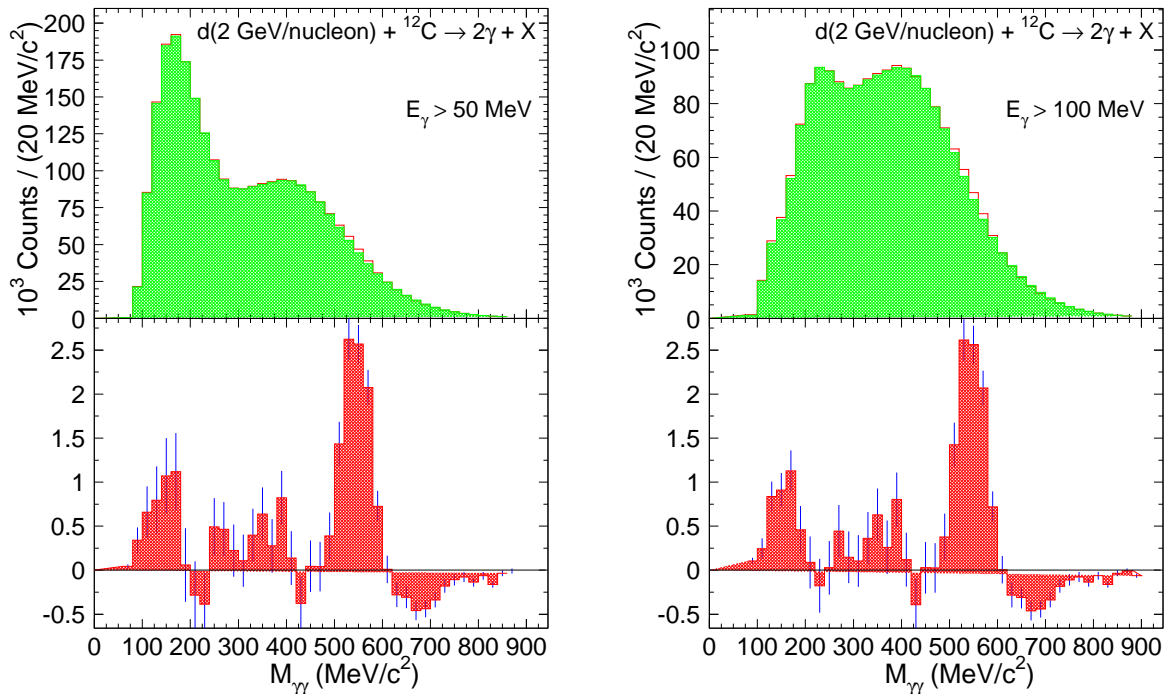 d(2 GeV/nucleon) + ¹²C → 2γ + X
E_γ > 50 MeV
10³ Counts / (20 MeV/c²)
200
175
150
125
100
75
50
25
0
2.5
2
1.5
1
0.5
0
-0.5
0 100 200 300 400 500 600 700 800 900
M_γγ (MeV/c²)
d(2 GeV/nucleon) + ¹²C → 2γ + X
E_γ > 100 MeV
10³ Counts / (20 MeV/c²)
100
80
60
40
20
0
2.5
2
1.5
1
0.5
0
-0.5
0 100 200 300 400 500 600 700 800 900
M_γγ (MeV/c²)